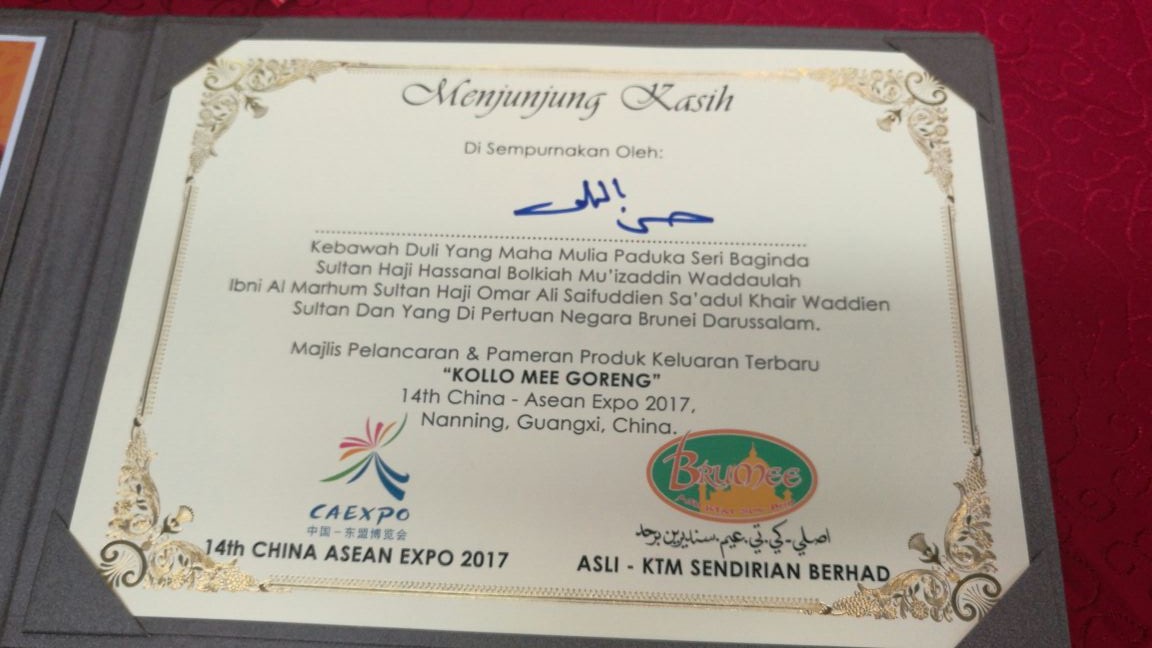 Menjunjung Kasih
Di Sempurnakan Oleh:
Kebawah Duli Yang Maha Mulia Paduka Seri Baginda
Sultan Haji Hassanal Bolkiah Mu'izaddin Waddaulah
Ibni Al Marhum Sultan Haji Omar Ali Saifuddien Sa'adul Khair Waddien
Sultan Dan Yang Di Pertuan Negara Brunei Darussalam.
Majlis Pelancaran & Pameran Produk Keluaran Terbaru
"KOLLO MEE GORENG"
14th China - Asean Expo 2017,
Nanning, Guangxi, China.
CAEXPO
中国-东盟博览会
14th CHINA ASEAN EXPO 2017
BRUMEE
اصلي-كي.تي.عيم.سنديرين برحد
ASLI - KTM SENDIRIAN BERHAD